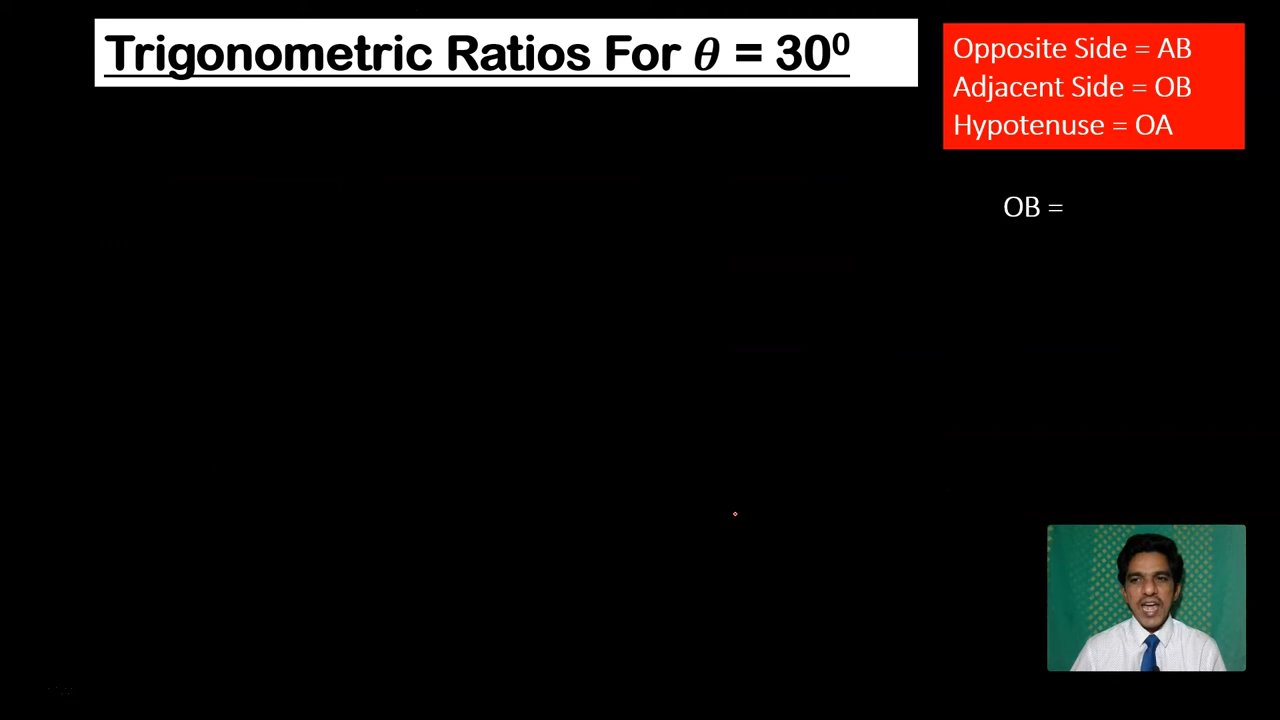 Trigonometric Ratios For θ = 30⁰
Opposite Side = AB
Adjacent Side = OB
Hypotenuse = OA
OB =